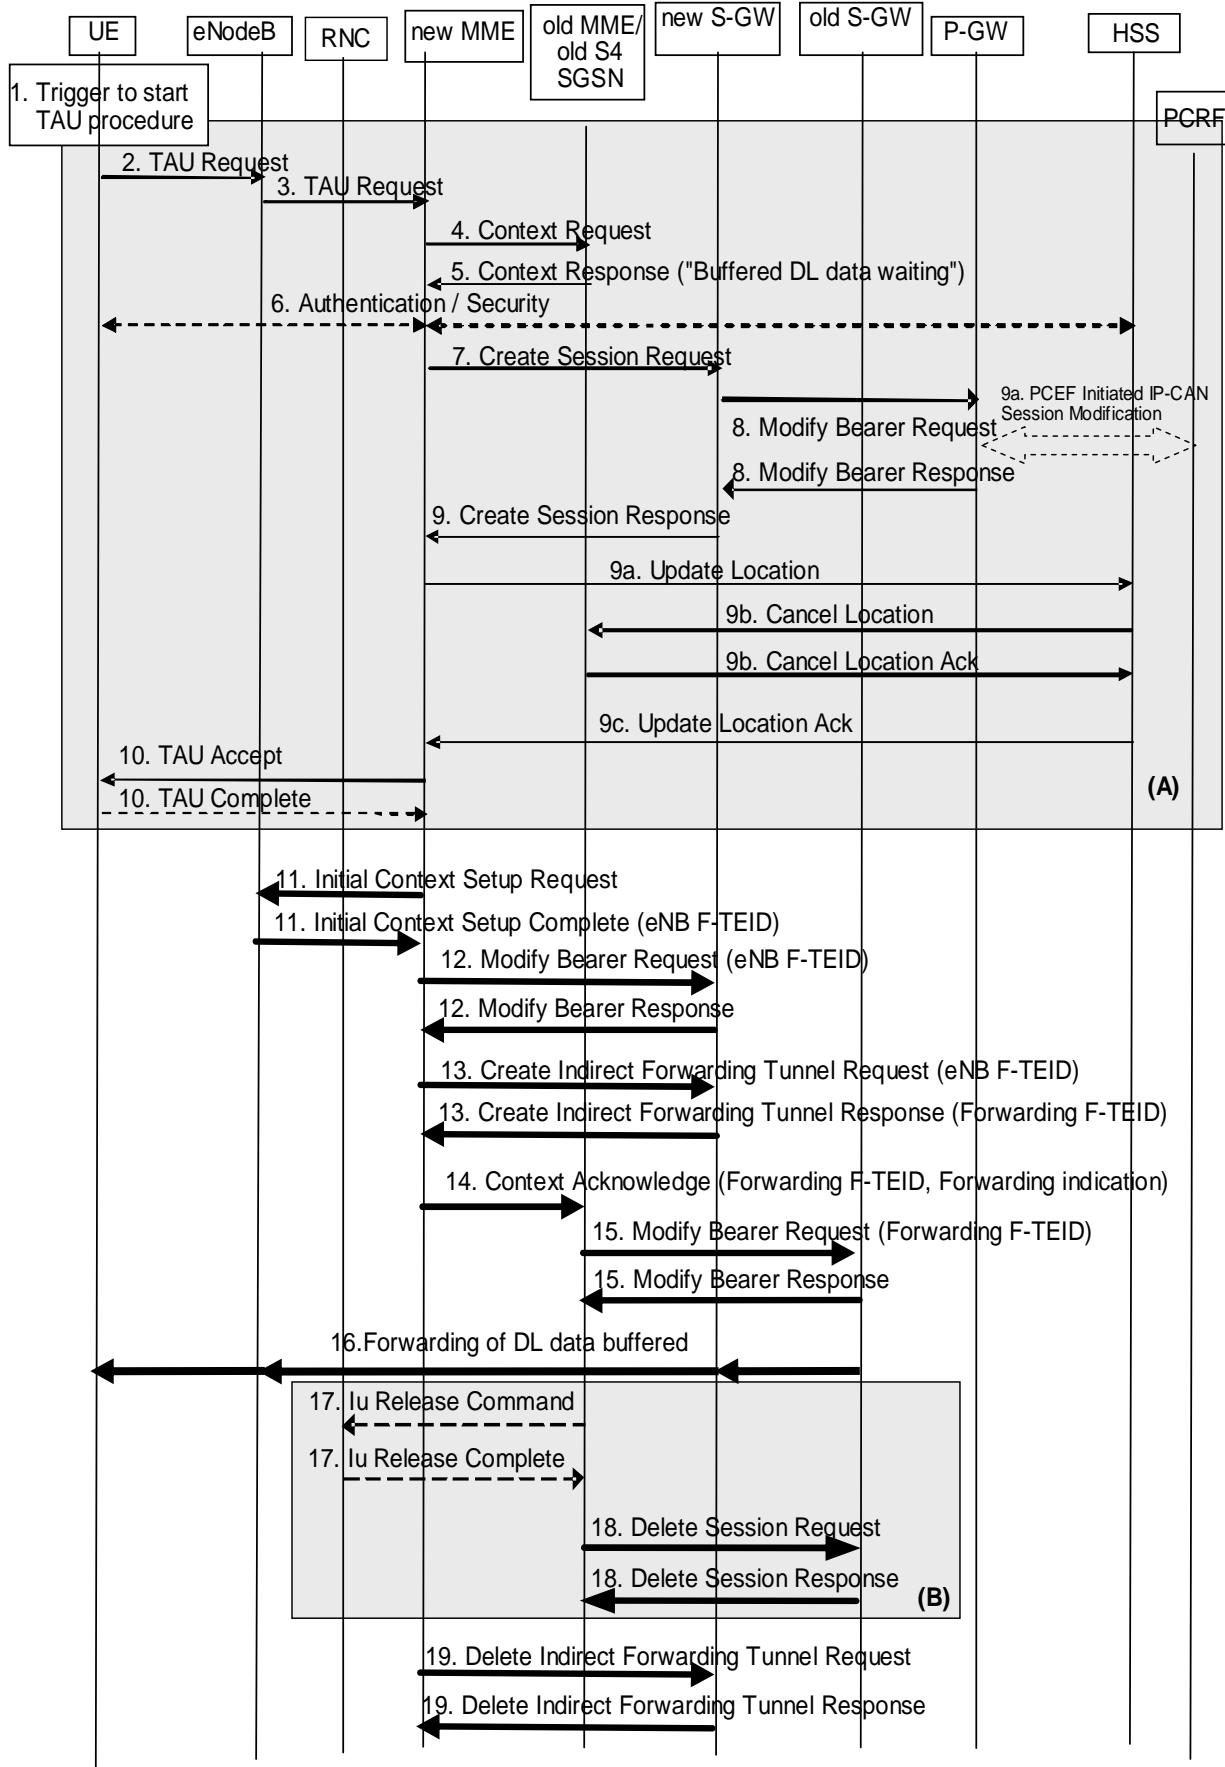 UE
eNodeB
RNC
new MME
old MME/
old S4
SGSN
new S-GW
old S-GW
P-GW
HSS
PCRF
1. Trigger to start
TAU procedure
2. TAU Request
3. TAU Request
4. Context Request
5. Context Response ("Buffered DL data waiting")
6. Authentication / Security
7. Create Session Request
9a. PCEF Initiated IP-CAN
Session Modification
8. Modify Bearer Request
8. Modify Bearer Response
9. Create Session Response
9a. Update Location
9b. Cancel Location
9b. Cancel Location Ack
9c. Update Location Ack
10. TAU Accept
10. TAU Complete
(A)
11. Initial Context Setup Request
11. Initial Context Setup Complete (eNB F-TEID)
12. Modify Bearer Request (eNB F-TEID)
12. Modify Bearer Response
13. Create Indirect Forwarding Tunnel Request (eNB F-TEID)
13. Create Indirect Forwarding Tunnel Response (Forwarding F-TEID)
14. Context Acknowledge (Forwarding F-TEID, Forwarding indication)
15. Modify Bearer Request (Forwarding F-TEID)
15. Modify Bearer Response
16.Forwarding of DL data buffered
17. Iu Release Command
17. Iu Release Complete
18. Delete Session Request
18. Delete Session Response
(B)
19. Delete Indirect Forwarding Tunnel Request
19. Delete Indirect Forwarding Tunnel Response